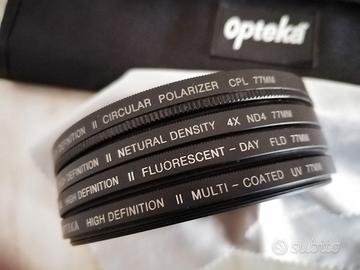 Opteka
DEFINITION II CIRCULAR POLARIZER CPL 77MM
DEFINITION II NETURAL DENSITY 4X ND4 77MM
HIGH DEFINITION II FLUORESCENT - DAY FLD 77MM
OPTEKA HIGH DEFINITION II MULTI - COATED UV 77MM
subito